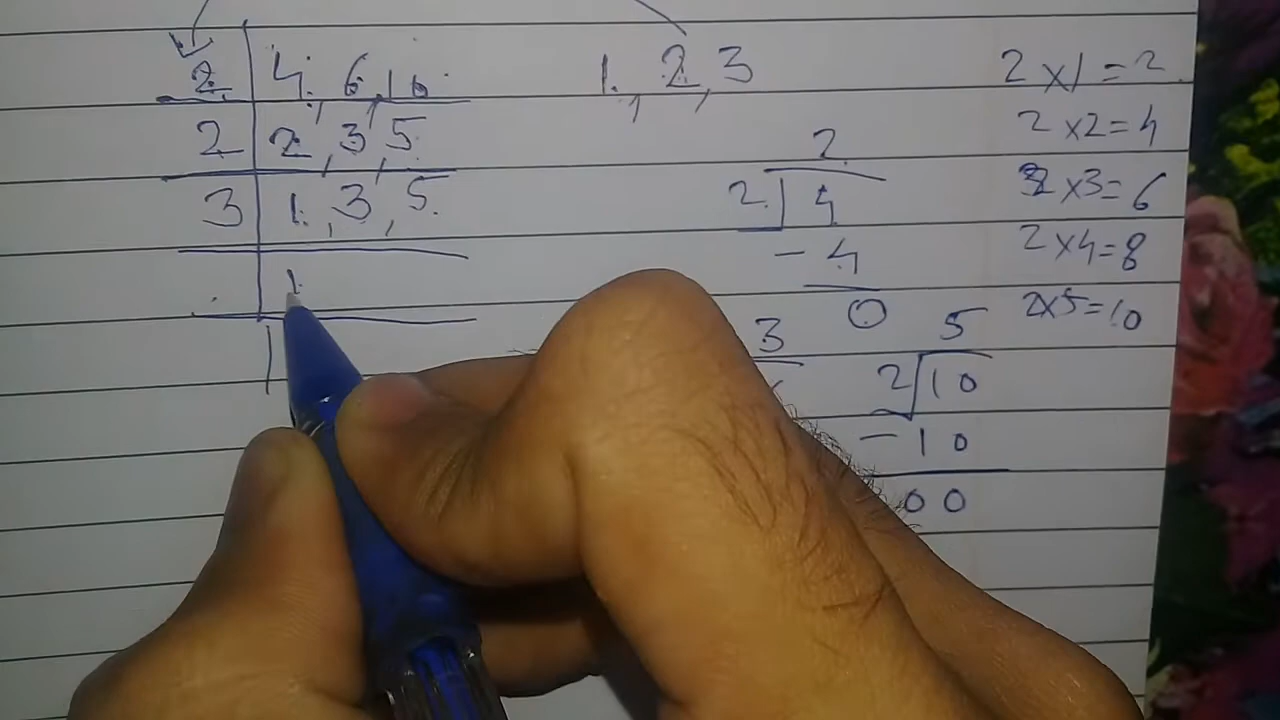 2 4, 6, 10
2 2, 3, 5
3 1, 3, 5
1
1, 2, 3
2
2 4
- 4
0
3
5
2 10
- 10
00
2 x 1 = 2
2 x 2 = 4
2 x 3 = 6
2 x 4 = 8
2 x 5 = 10